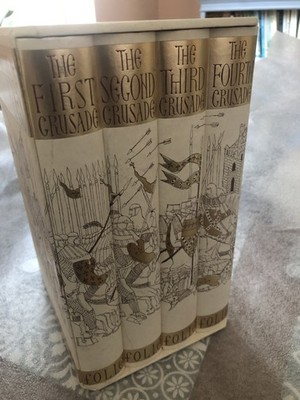 THE
FIRST
CRUSADE
FOLIO
THE
SECOND
CRUSADE
FOLIO
THE
THIRD
CRUSADE
FOLIO
THE
FOURTH
CRUSADE
FOLIO